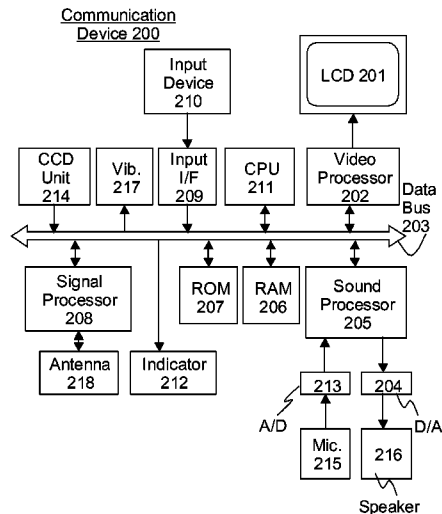 Communication
Device 200
Input
Device
210
LCD 201
CCD
Unit
214
Vib.
217
Input
I/F
209
CPU
211
Video
Processor
202
Data
Bus
203
Signal
Processor
208
ROM
207
RAM
206
Sound
Processor
205
Antenna
218
Indicator
212
213
204
A/D
D/A
Mic.
215
216
Speaker